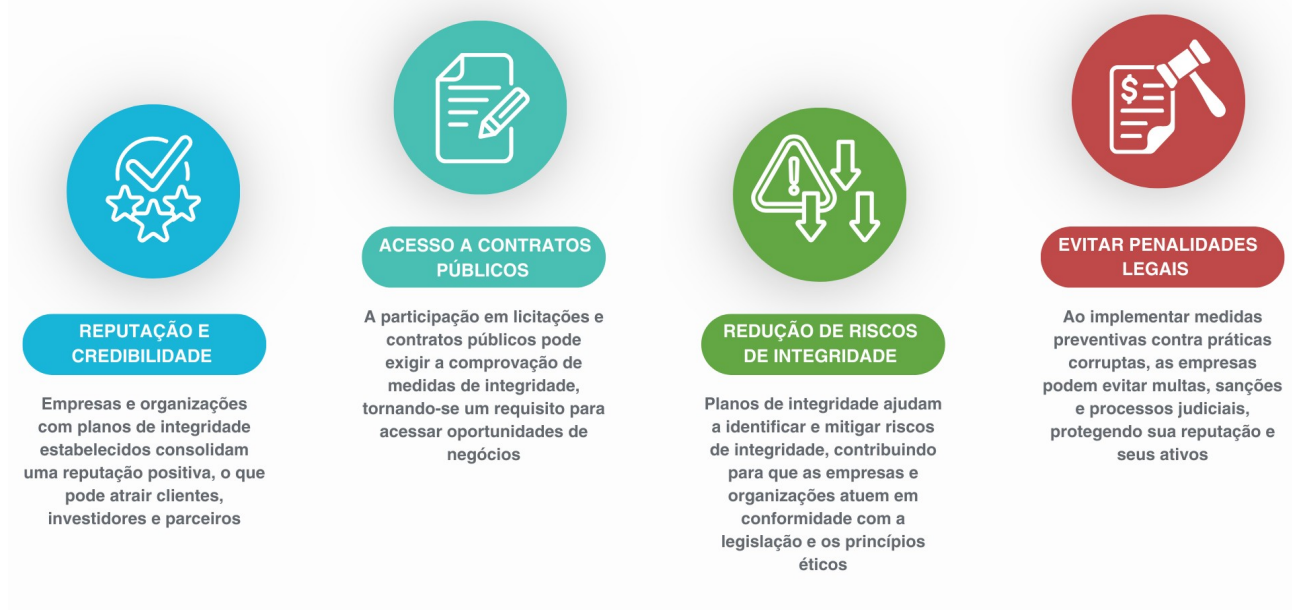 REPUTAÇÃO E
CREDIBILIDADE
Empresas e organizações
com planos de integridade
estabelecidos consolidam
uma reputação positiva, o que
pode atrair clientes,
investidores e parceiros
ACESSO A CONTRATOS
PÚBLICOS
A participação em licitações e
contratos públicos pode
exigir a comprovação de
medidas de integridade,
tornando-se um requisito para
acessar oportunidades de
negócios
REDUÇÃO DE RISCOS
DE INTEGRIDADE
Planos de integridade ajudam
a identificar e mitigar riscos
de integridade, contribuindo
para que as empresas e
organizações atuem em
conformidade com a
legislação e os princípios
éticos
$
EVITAR PENALIDADES
LEGAIS
Ao implementar medidas
preventivas contra práticas
corruptas, as empresas
podem evitar multas, sanções
e processos judiciais,
protegendo sua reputação e
seus ativos